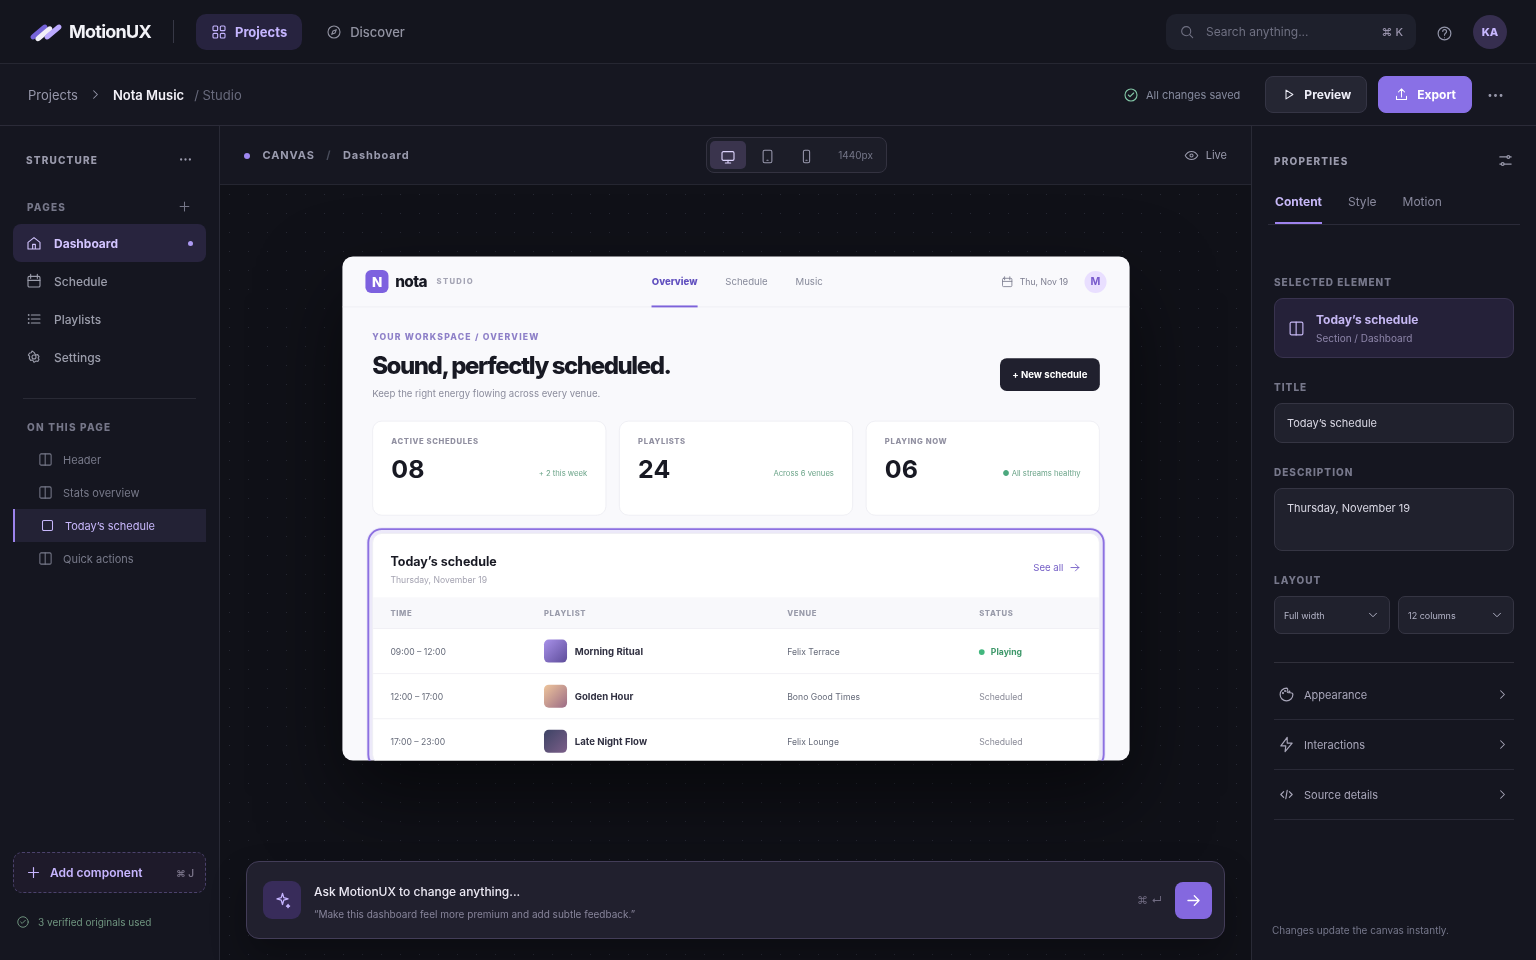 MotionUX
Projects
Discover
Search anything...
⌘ K
KA
Projects
Nota Music
/ Studio
All changes saved
Preview
Export
STRUCTURE
PAGES
Dashboard
Schedule
Playlists
Settings
ON THIS PAGE
Header
Stats overview
Today’s schedule
Quick actions
Add component
⌘ J
3 verified originals used
CANVAS / Dashboard
1440px
Live
N nota STUDIO
Overview
Schedule
Music
Thu, Nov 19
M
YOUR WORKSPACE / OVERVIEW
Sound, perfectly scheduled.
Keep the right energy flowing across every venue.
+ New schedule
ACTIVE SCHEDULES
08
+ 2 this week
PLAYLISTS
24
Across 6 venues
PLAYING NOW
06
All streams healthy
Today’s schedule
Thursday, November 19
See all →
TIME PLAYLIST VENUE STATUS
09:00 – 12:00 Morning Ritual Felix Terrace Playing
12:00 – 17:00 Golden Hour Bono Good Times Scheduled
17:00 – 23:00 Late Night Flow Felix Lounge Scheduled
Ask MotionUX to change anything...
“Make this dashboard feel more premium and add subtle feedback.”
⌘ ↵
PROPERTIES
Content
Style
Motion
SELECTED ELEMENT
Today’s schedule
Section / Dashboard
TITLE
Today’s schedule
DESCRIPTION
Thursday, November 19
LAYOUT
Full width
12 columns
Appearance
Interactions
Source details
Changes update the canvas instantly.